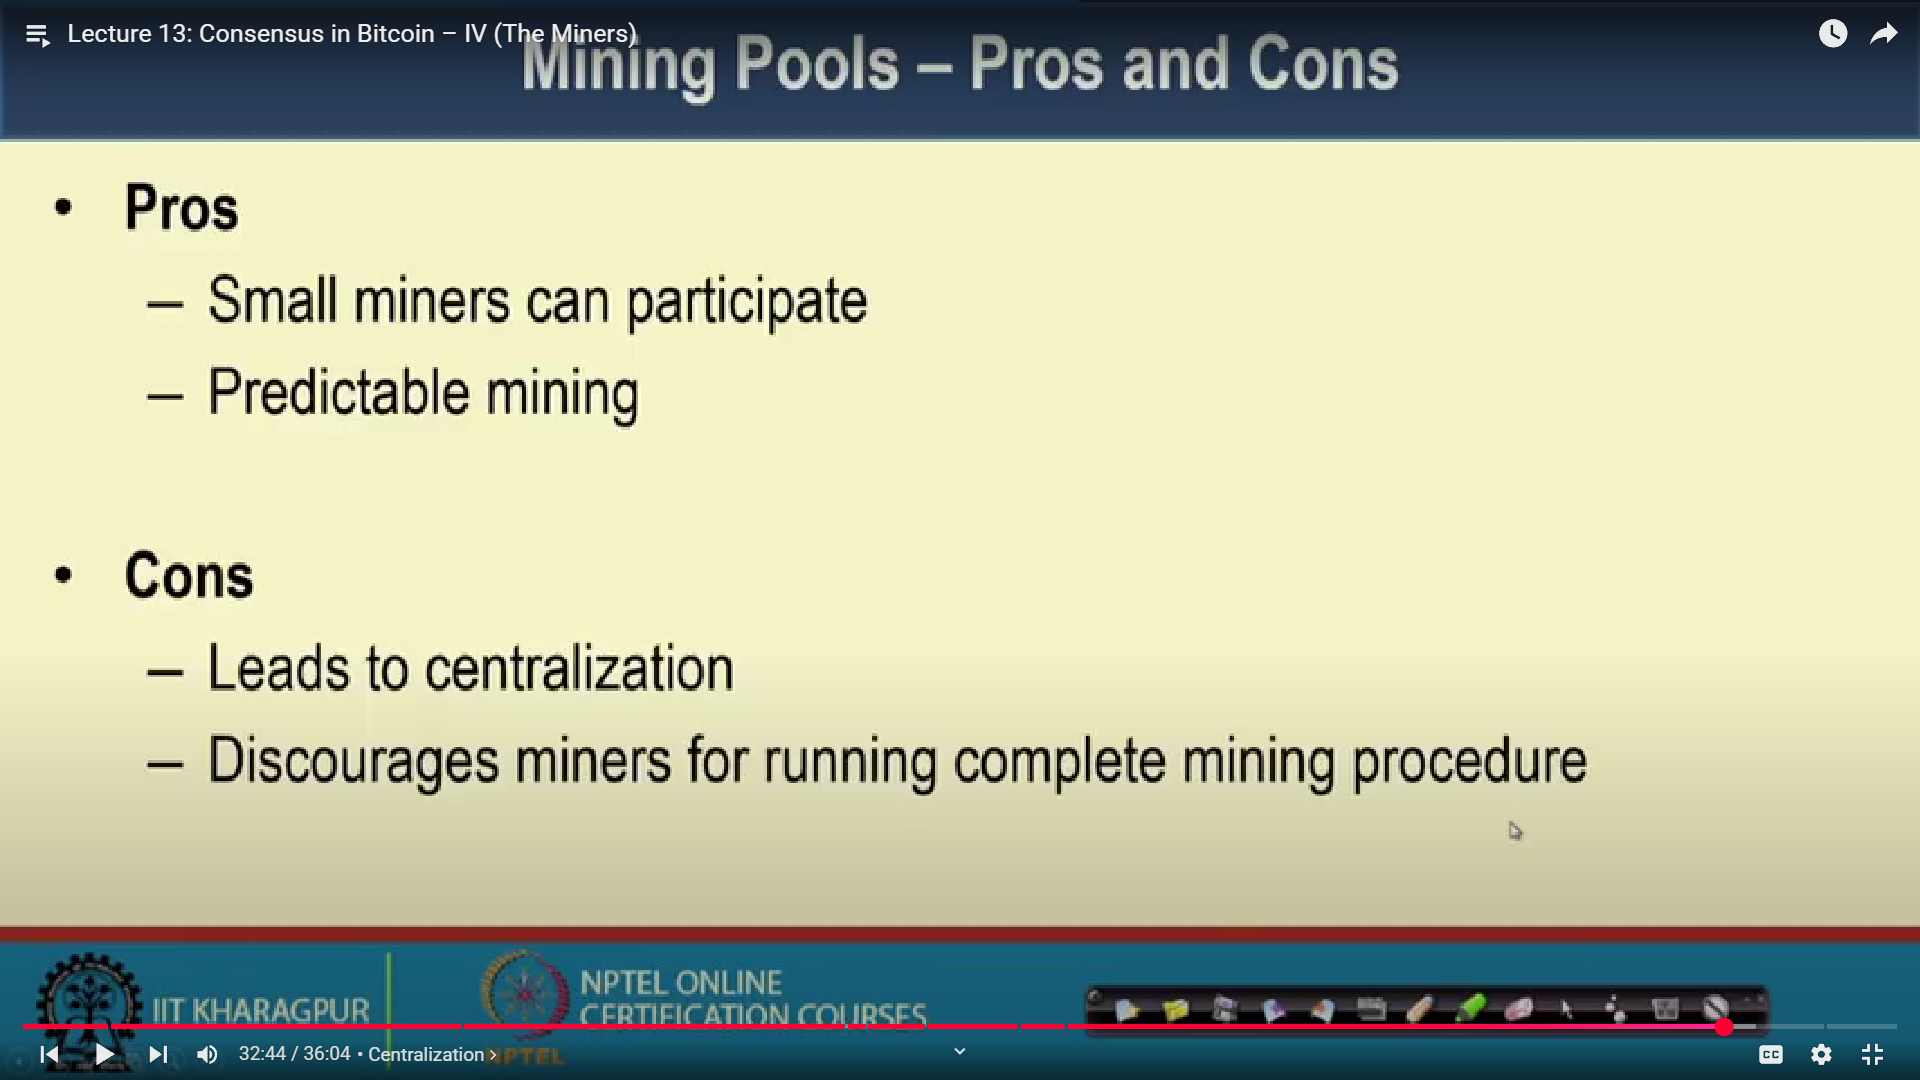 Lecture 13: Consensus in Bitcoin – IV (The Miners)
Mining Pools – Pros and Cons
• Pros
– Small miners can participate
– Predictable mining
• Cons
– Leads to centralization
– Discourages miners for running complete mining procedure
IIT KHARAGPUR
NPTEL ONLINE
CERTIFICATION COURSES
NPTEL
32:44 / 36:04 • Centralization ›
CC